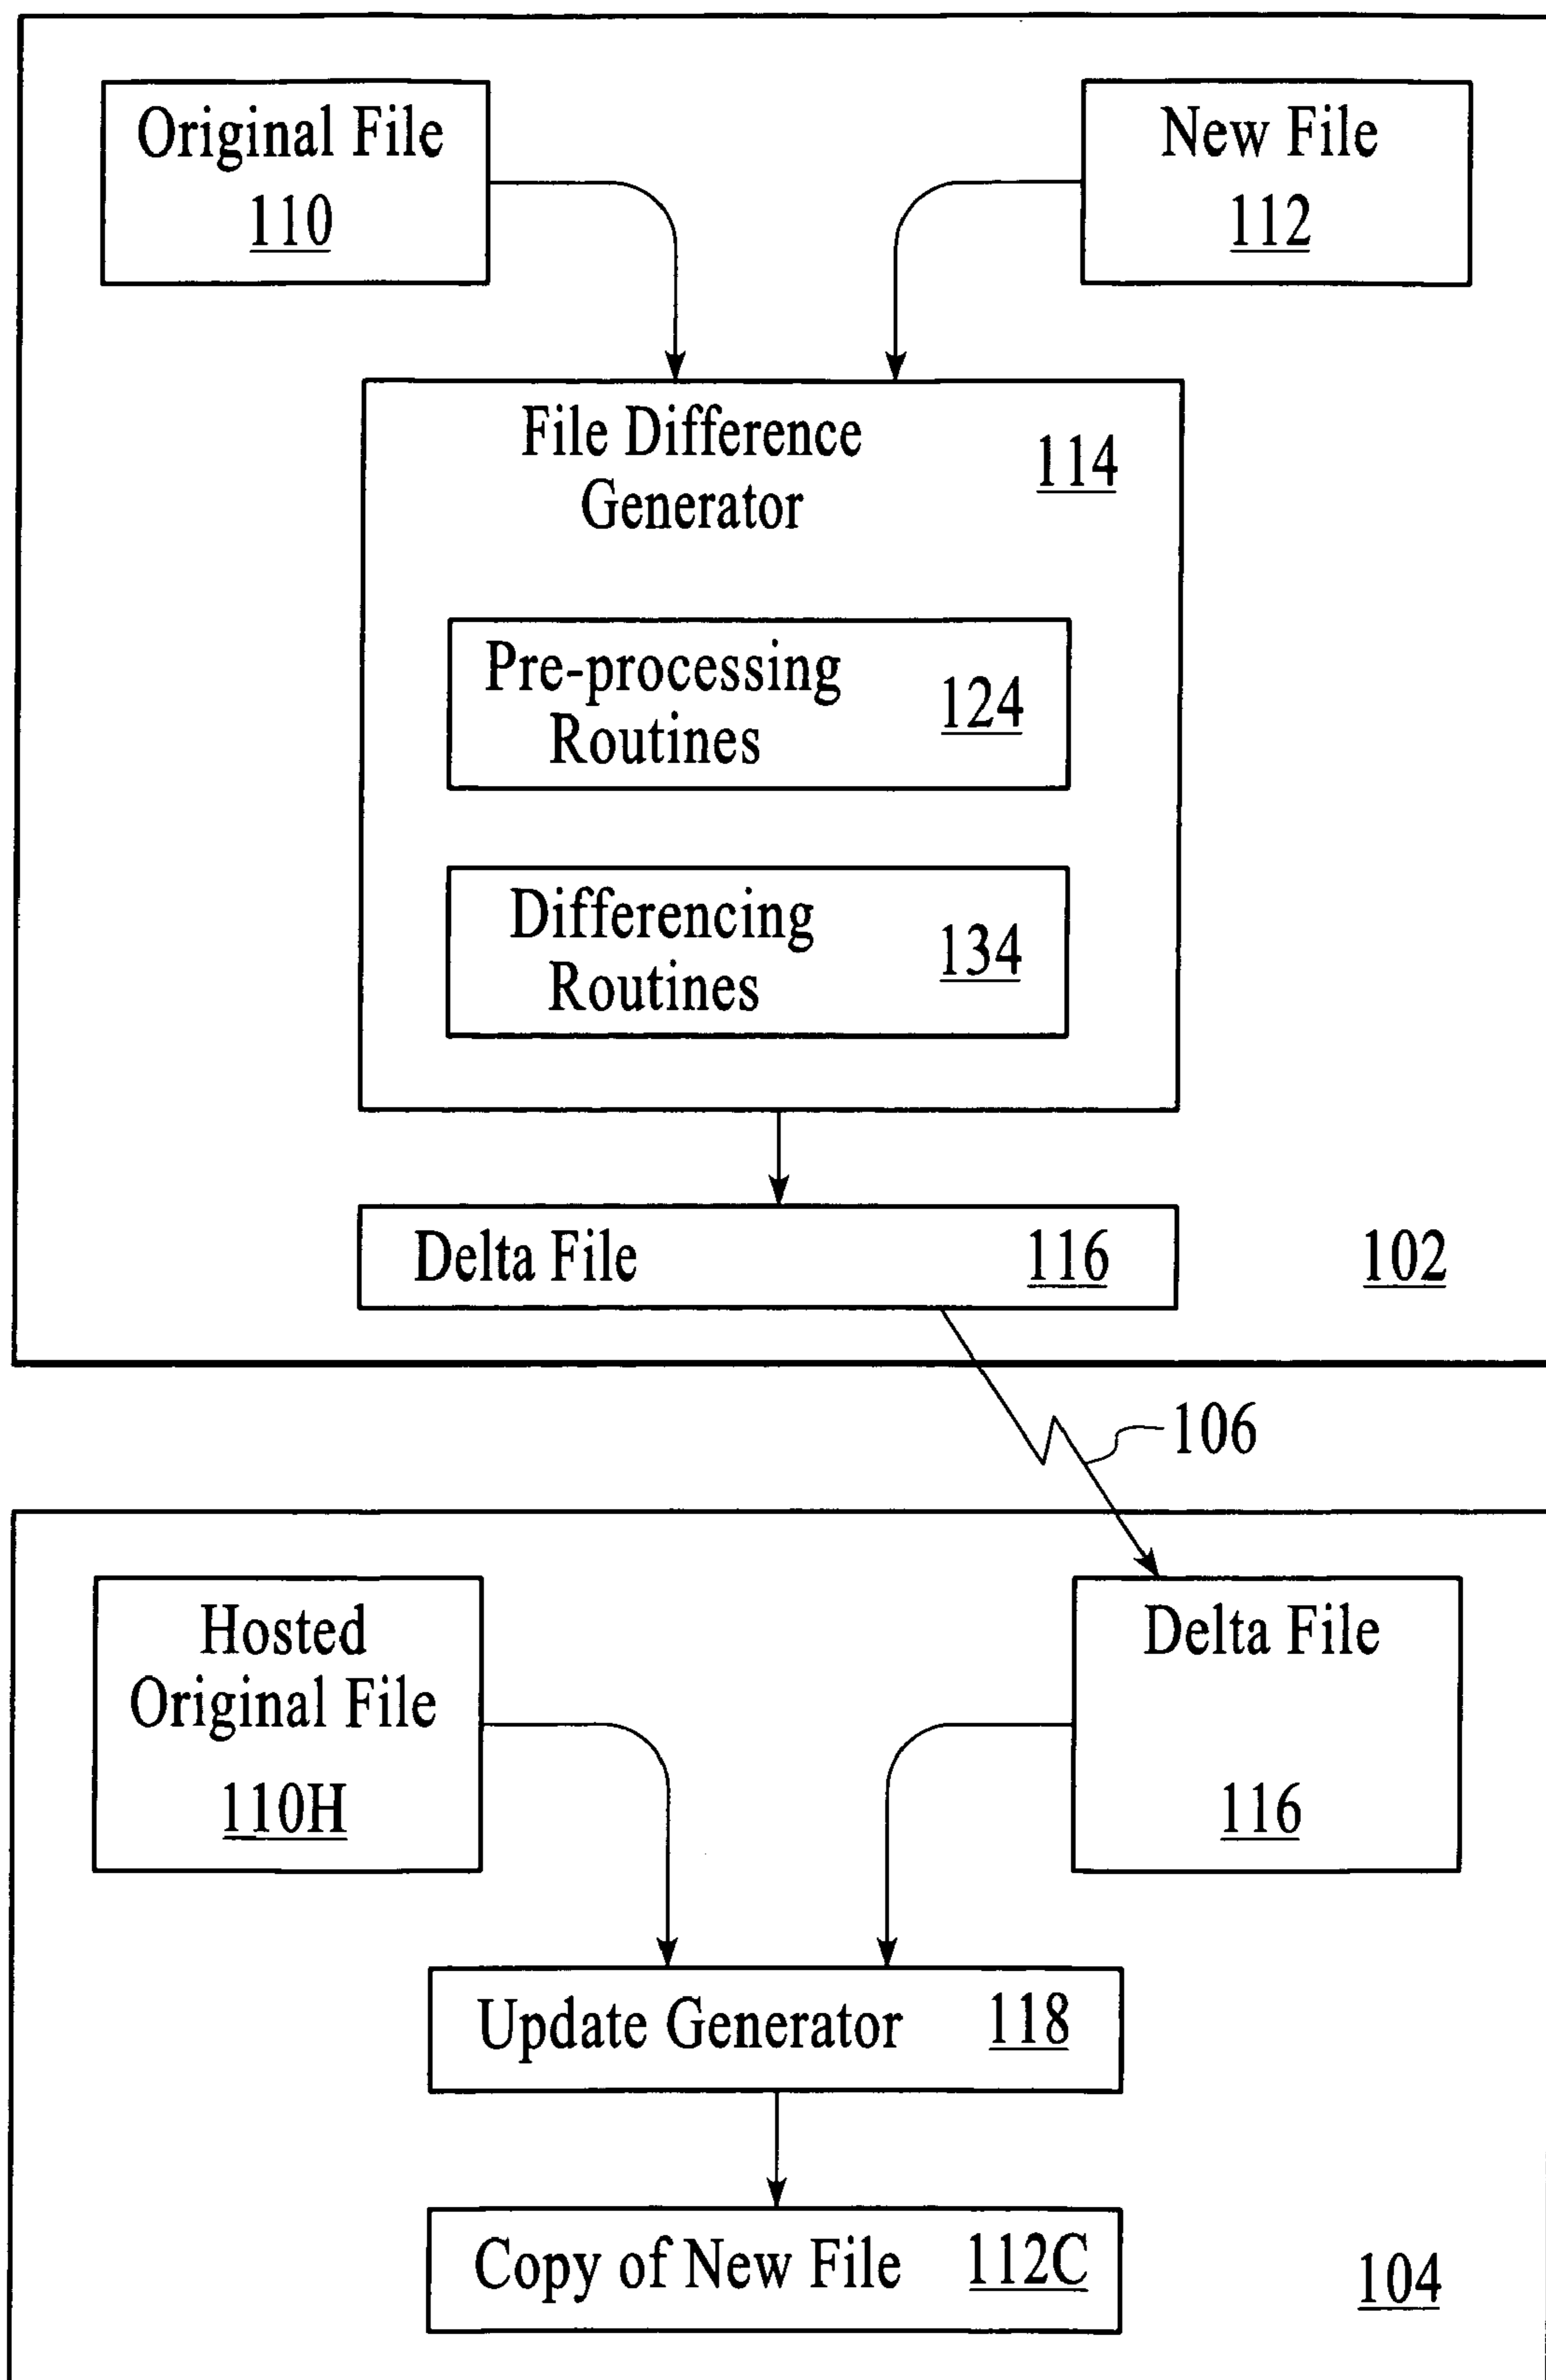 Original File
110
New File
112
File Difference
Generator
114
Pre-processing
Routines
124
Differencing
Routines
134
Delta File
116
102
106
Hosted
Original File
110H
Delta File
116
Update Generator
118
Copy of New File
112C
104